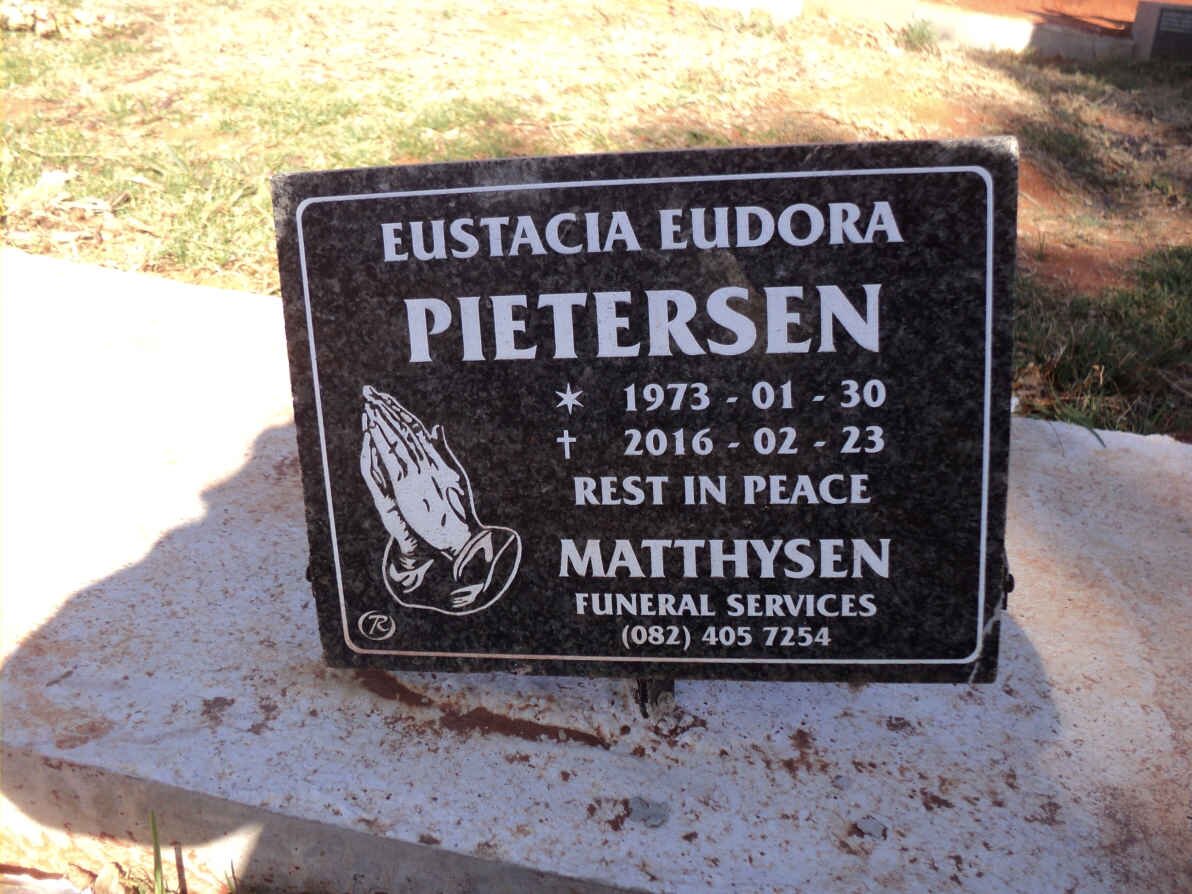 EUSTACIA EUDORA
PIETERSEN
* 1973 - 01 - 30
† 2016 - 02 - 23
REST IN PEACE
MATTHYSEN
FUNERAL SERVICES
(082) 405 7254
R